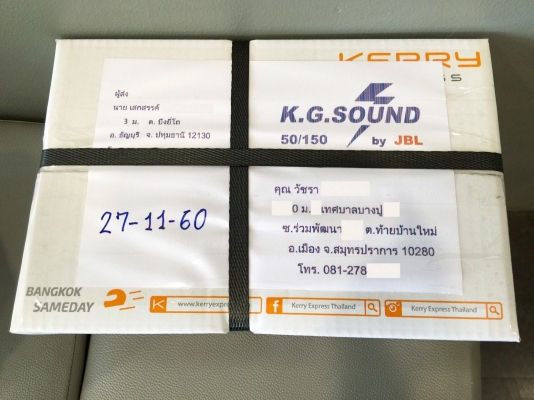 KERRY
ผู้ส่ง
นาย เสกสรรค์
3 ม. ต. บึงยี่โถ
อ. ธัญบุรี จ. ปทุมธานี 12130
K.G.SOUND
50/150 by JBL
27-11-60
คุณ วัชรา
0 ม. เทศบาลบางปู
ซ.ร่วมพัฒนา ต.ท้ายบ้านใหม่
อ.เมือง จ.สมุทรปราการ 10280
โทร. 081-278
BANGKOK
SAMEDAY
www.kerryexpre
Kerry Express Thailand
Kerry Express Thailand